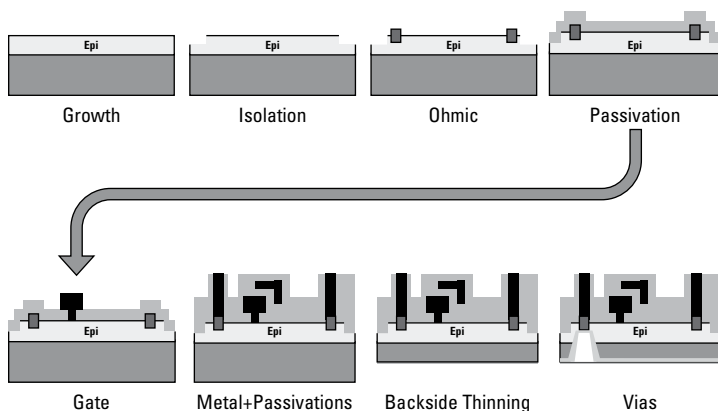 Epi Epi Epi Epi
Growth Isolation Ohmic Passivation
Epi Epi Epi Epi
Gate Metal+Passivations Backside Thinning Vias